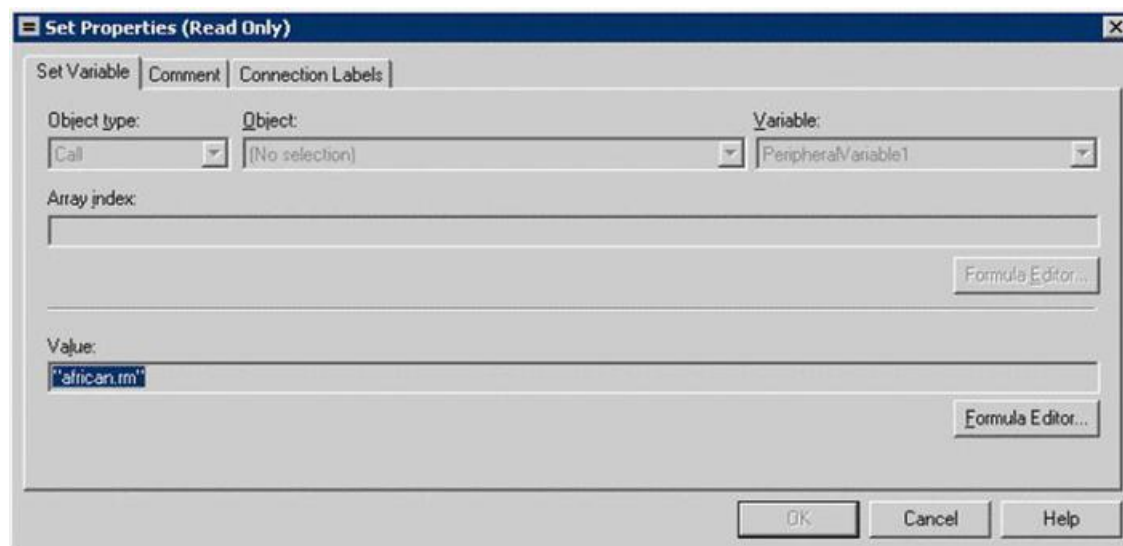 Set Properties (Read Only)
Set Variable Comment Connection Labels
Object type: Object: Variable:
Call (No selection) PeripheralVariable1
Array index:
Formula Editor...
Value:
"african.rm"
Formula Editor...
OK Cancel Help